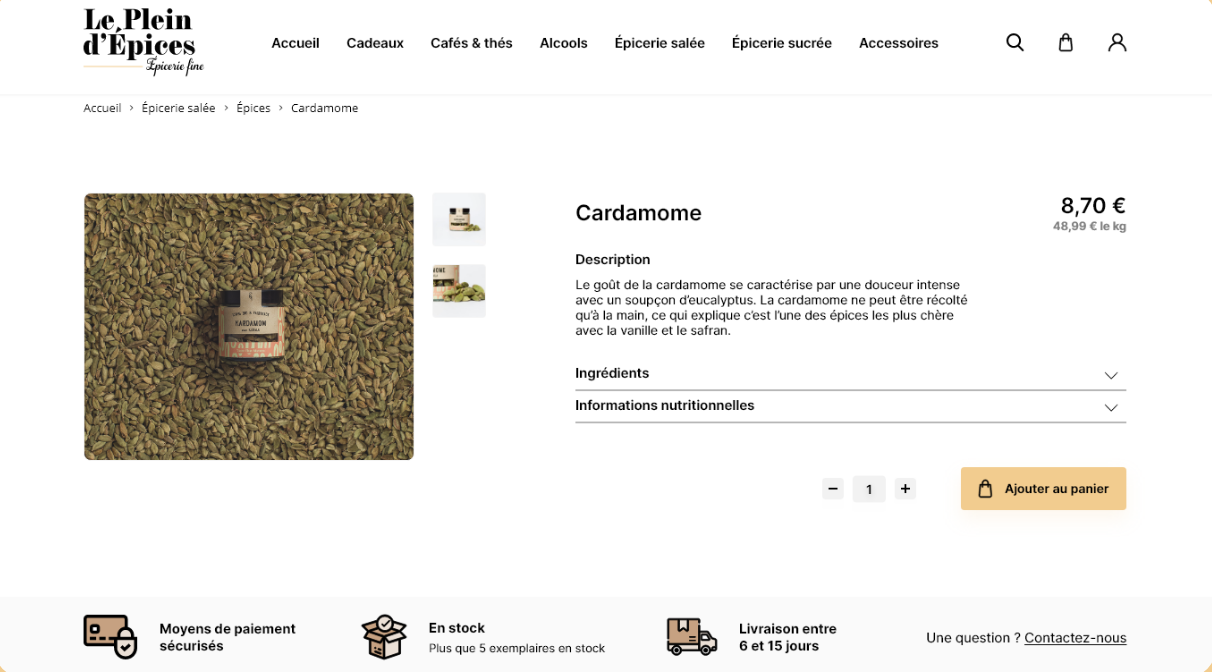 Le Plein
d'Épices
Épicerie fine
Accueil Cadeaux Cafés & thés Alcools Épicerie salée Épicerie sucrée Accessoires
Accueil > Épicerie salée > Épices > Cardamome
CARDAMOM
Cardamome
8,70 €
48,99 € le kg
Description
Le goût de la cardamome se caractérise par une douceur intense
avec un soupçon d'eucalyptus. La cardamome ne peut être récolté
qu'à la main, ce qui explique c'est l'une des épices les plus chère
avec la vanille et le safran.
Ingrédients
Informations nutritionnelles
− 1 +
Ajouter au panier
Moyens de paiement
sécurisés
En stock
Plus que 5 exemplaires en stock
Livraison entre
6 et 15 jours
Une question ? Contactez-nous